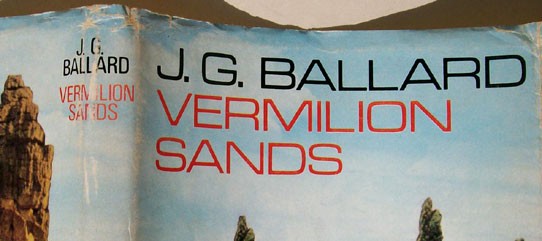 J. G.
BALLARD
VERMILION
SANDS
J. G. BALLARD
VERMILION
SANDS